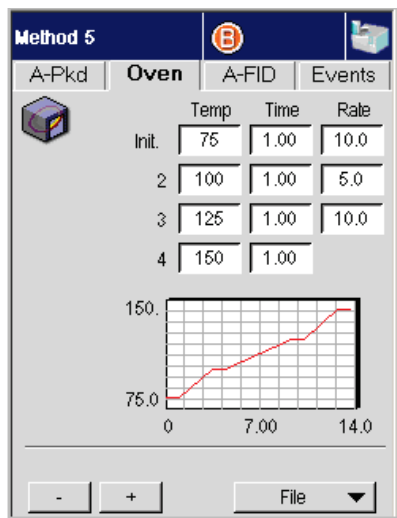 Method 5 B
A-Pkd Oven A-FID Events
Temp Time Rate
Init. 75 1.00 10.0
2 100 1.00 5.0
3 125 1.00 10.0
4 150 1.00
150.
75.0
0 7.00 14.0
- + File